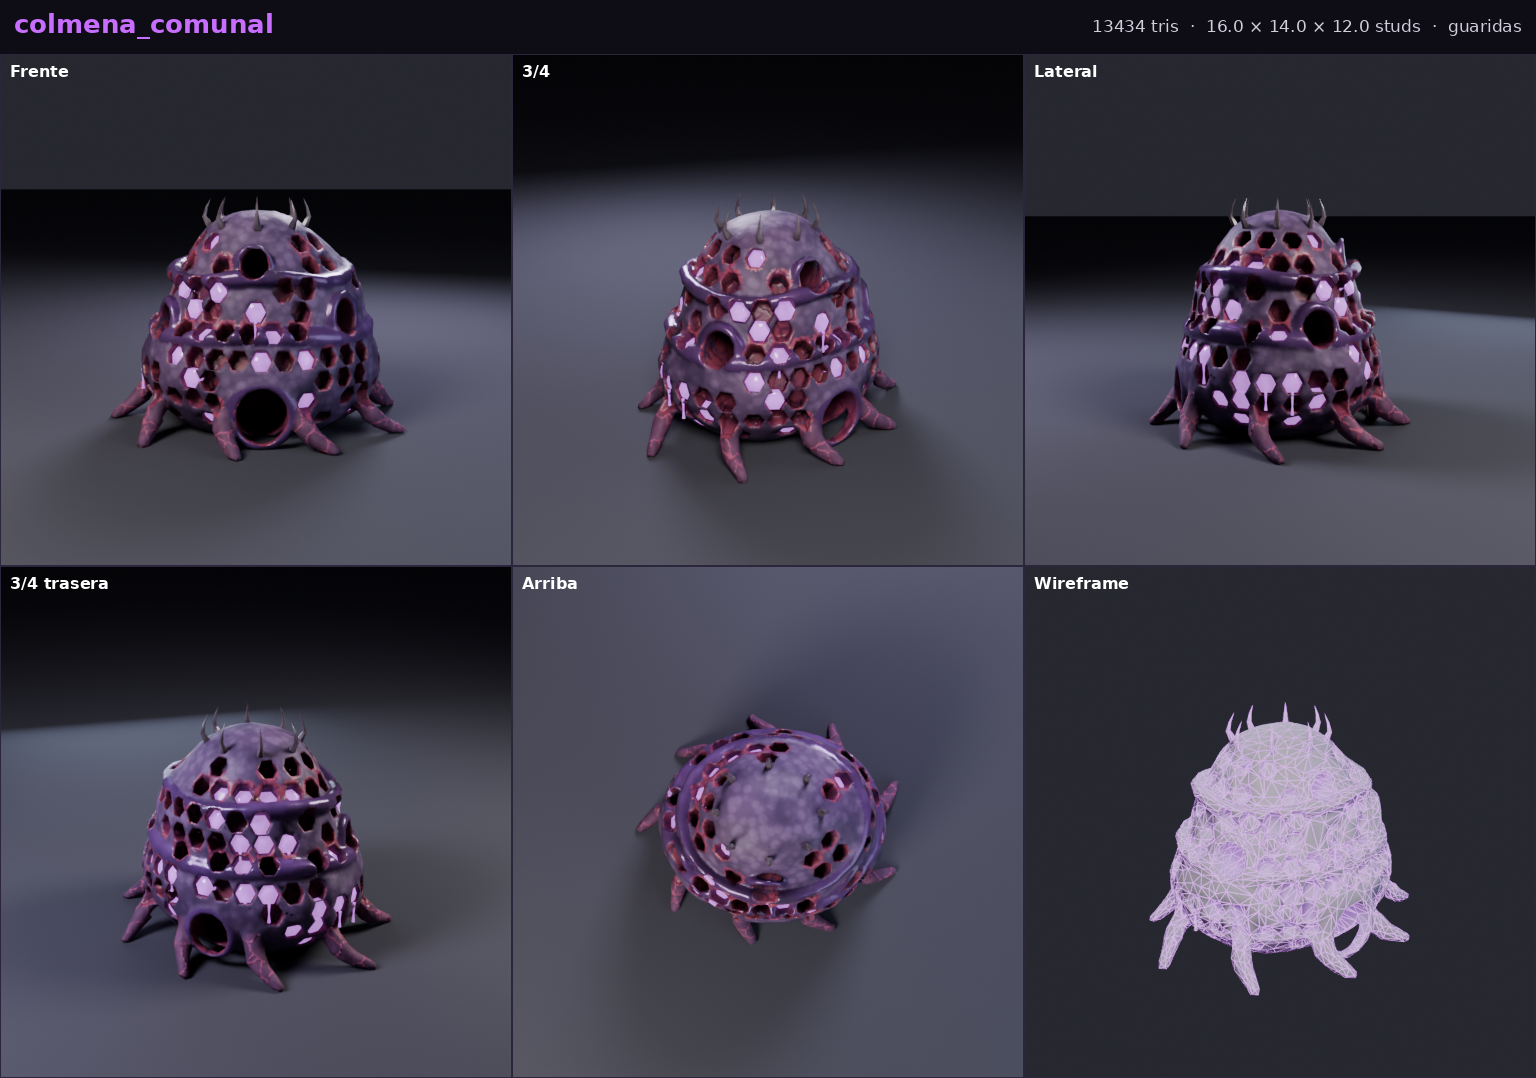 colmena_comunal
13434 tris · 16.0 × 14.0 × 12.0 studs · guaridas
Frente
3/4
Lateral
3/4 trasera
Arriba
Wireframe